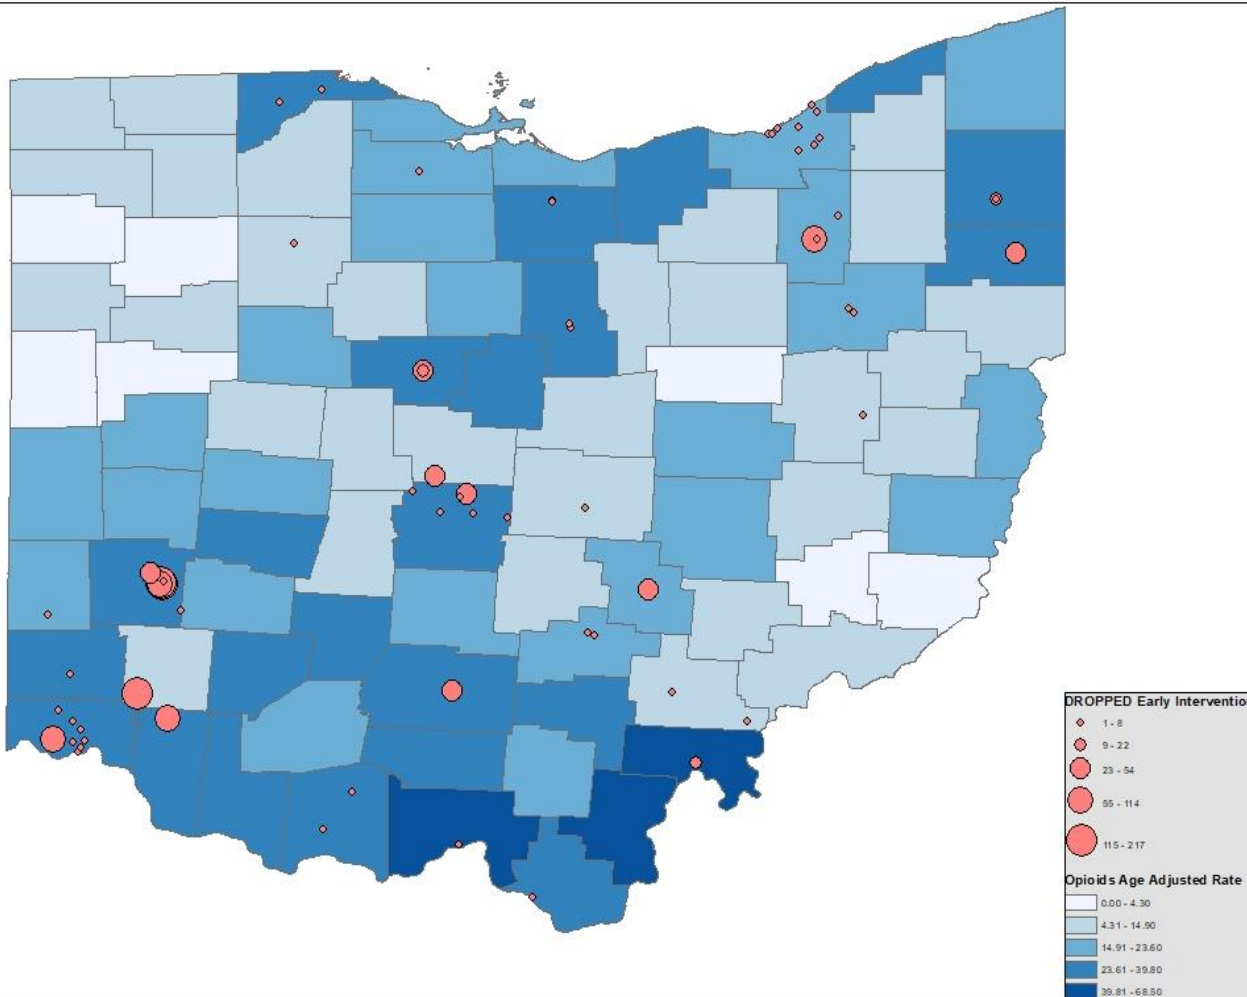 DROPPED Early Interventio
1 - 8
9 - 22
23 - 54
55 - 114
115 - 217
Opioids Age Adjusted Rate
0.00 - 4.30
4.31 - 14.90
14.91 - 23.60
23.61 - 39.80
39.81 - 68.50